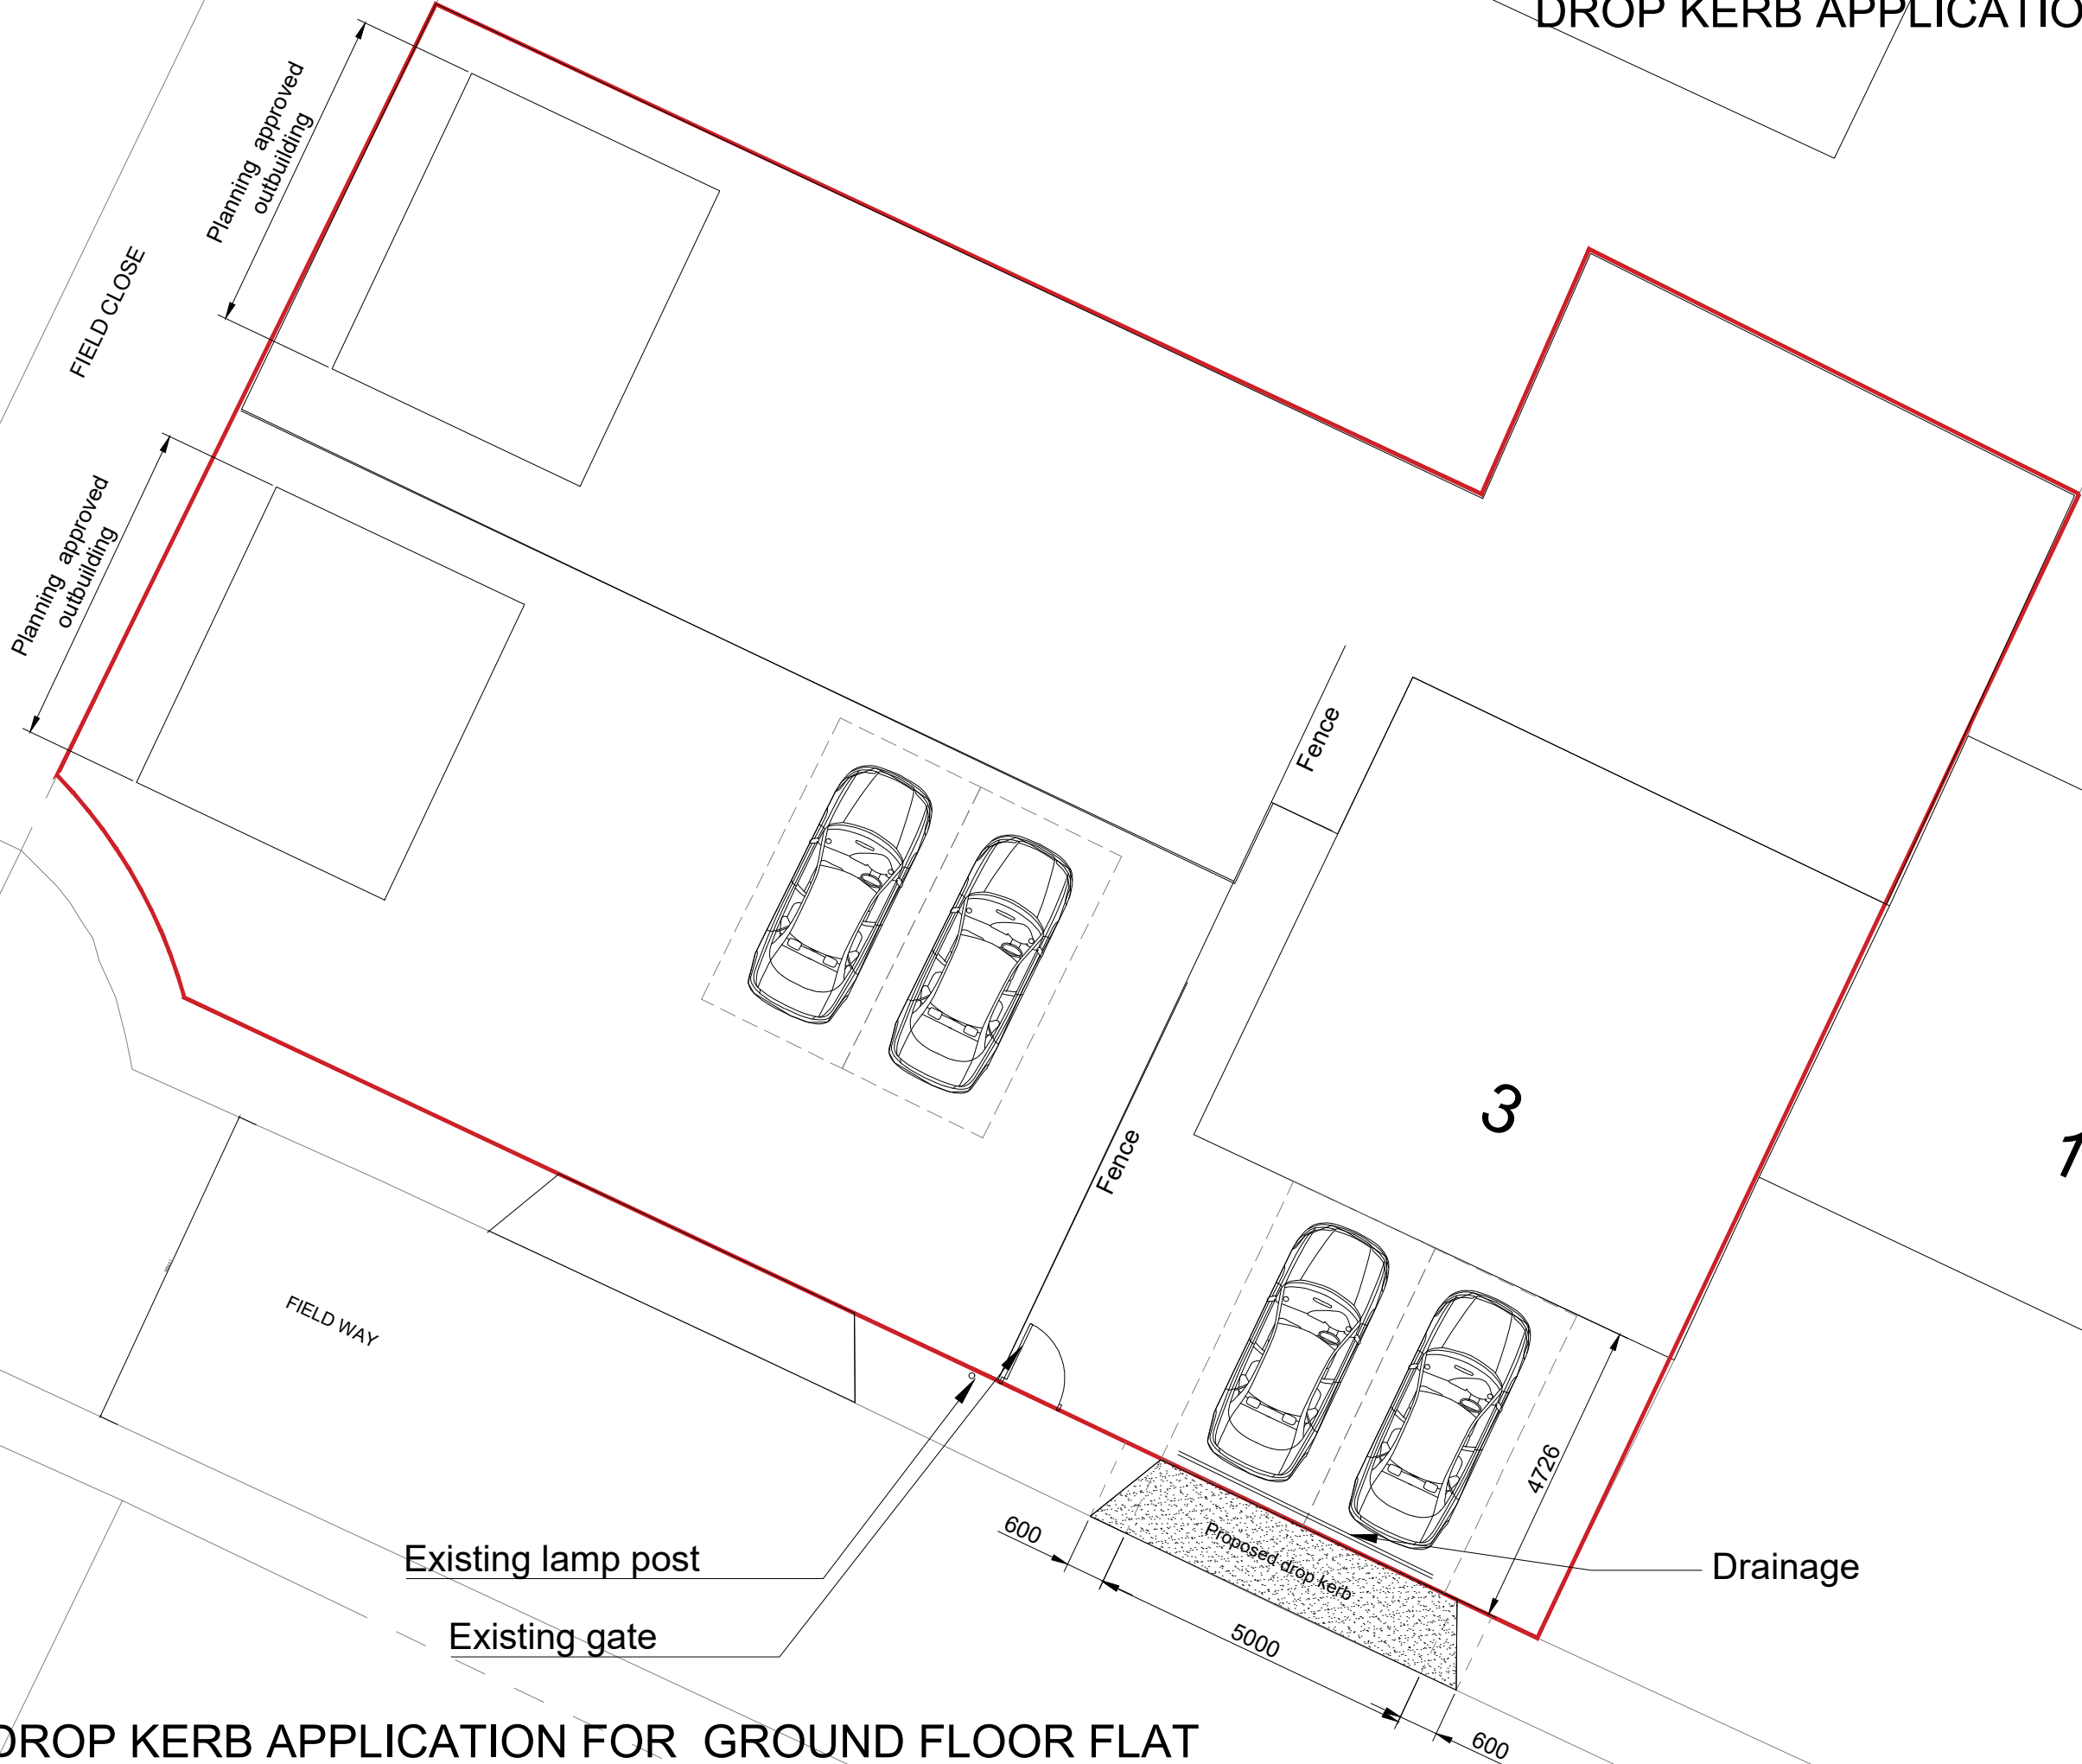 DROP KERB APPLICATIO
Planning approved
outbuilding
FIELD CLOSE
Planning approved
outbuilding
Fence
3
1
Fence
FIELD WAY
4726
600
Proposed drop kerb
Existing lamp post
Drainage
Existing gate
5000
600
DROP KERB APPLICATION FOR GROUND FLOOR FLAT